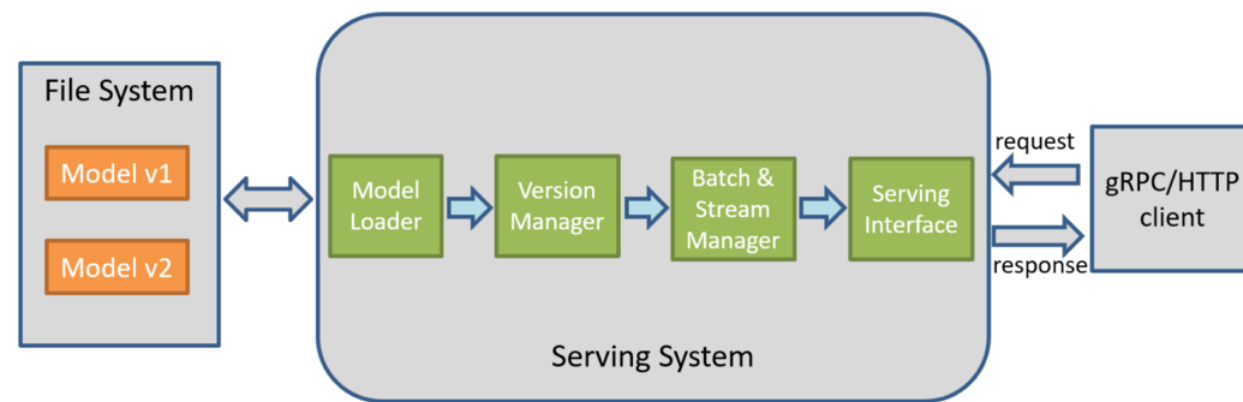 File System
Model v1
Model v2
Model
Loader
Version
Manager
Batch &
Stream
Manager
Serving
Interface
Serving System
request
response
gRPC/HTTP
client